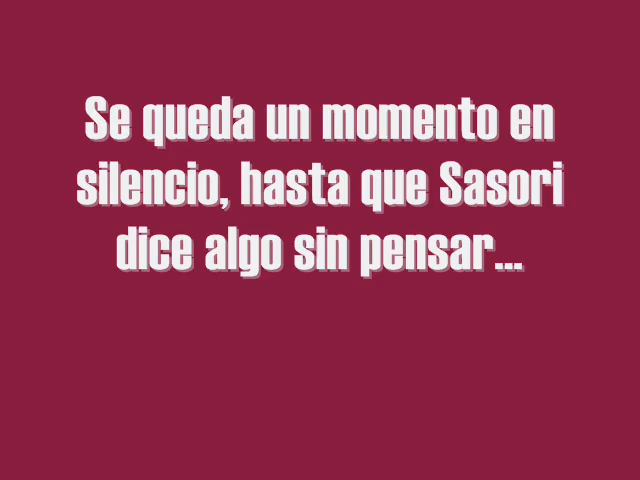 Se queda un momento en
silencio, hasta que Sasori
dice algo sin pensar...